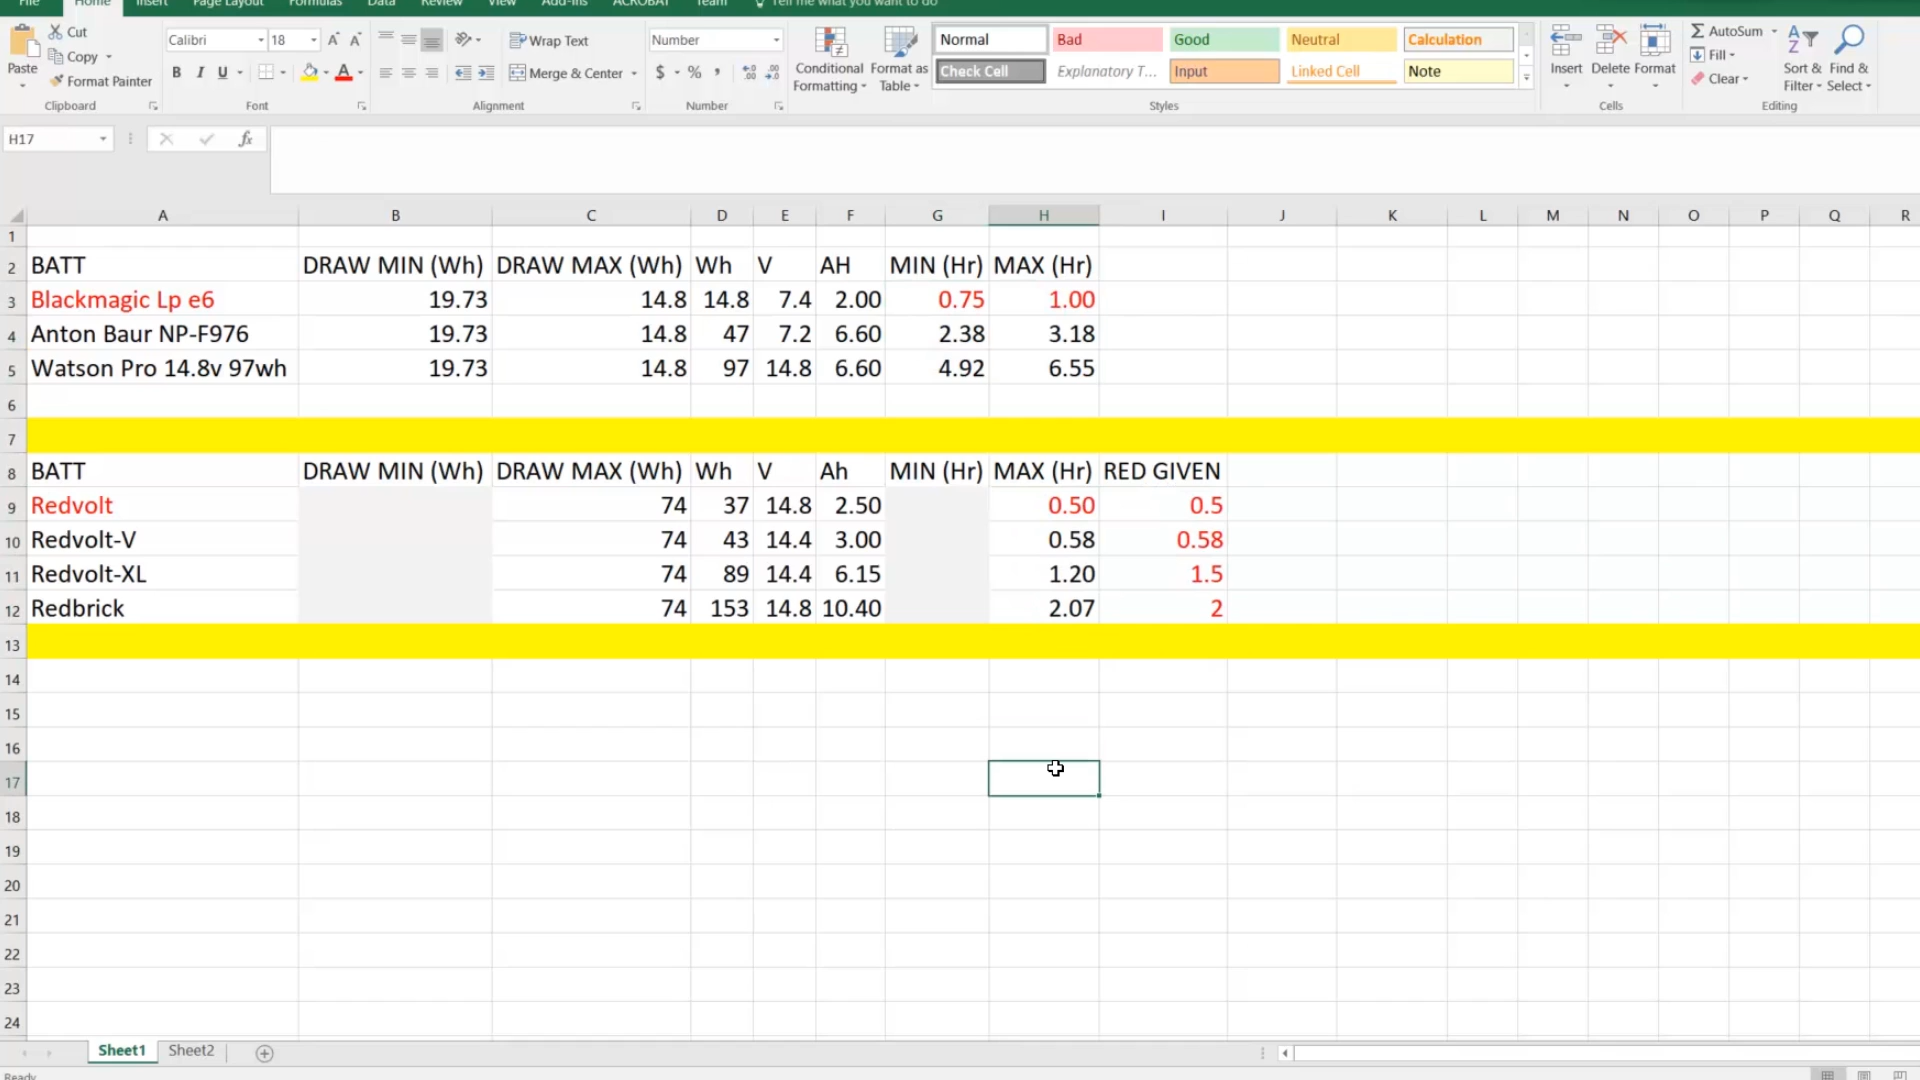 File Home Insert Page Layout Formulas Data Review View Add-ins ACROBAT Team Tell me what you want to do
Paste Cut Copy Format Painter Clipboard
Calibri 18 A A B I U A Font
Wrap Text Merge & Center Alignment
Number $ % , Number
Conditional Formatting Format as Table
Normal Bad Good Neutral Calculation
Check Cell Explanatory T... Input Linked Cell Note
Styles
Insert Delete Format Cells
AutoSum Fill Clear Sort & Filter Find & Select Editing
H17 fx
A B C D E F G H I J K L M N O P Q R
1
2 BATT DRAW MIN (Wh) DRAW MAX (Wh) Wh V AH MIN (Hr) MAX (Hr)
3 Blackmagic Lp e6 19.73 14.8 14.8 7.4 2.00 0.75 1.00
4 Anton Baur NP-F976 19.73 14.8 47 7.2 6.60 2.38 3.18
5 Watson Pro 14.8v 97wh 19.73 14.8 97 14.8 6.60 4.92 6.55
6
7
8 BATT DRAW MIN (Wh) DRAW MAX (Wh) Wh V Ah MIN (Hr) MAX (Hr) RED GIVEN
9 Redvolt 74 37 14.8 2.50 0.50 0.5
10 Redvolt-V 74 43 14.4 3.00 0.58 0.58
11 Redvolt-XL 74 89 14.4 6.15 1.20 1.5
12 Redbrick 74 153 14.8 10.40 2.07 2
13
14
15
16
17
18
19
20
21
22
23
24
Sheet1 Sheet2
Ready